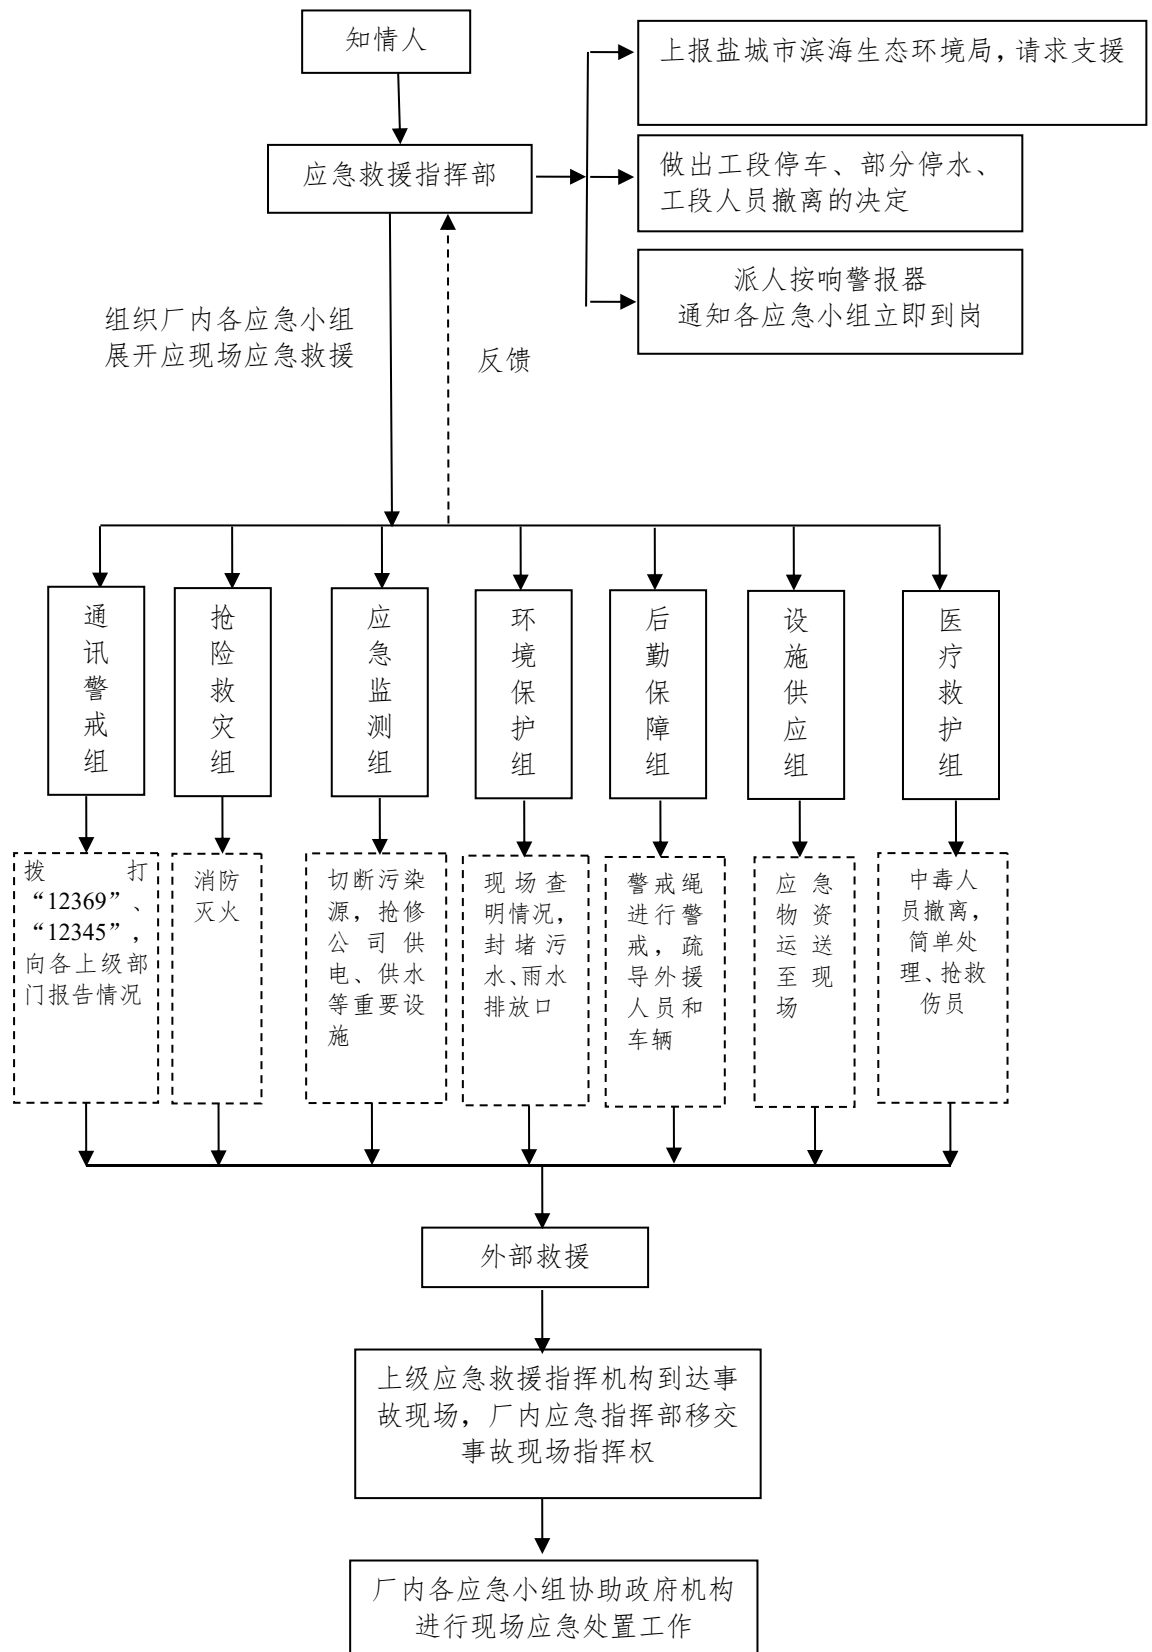 知情人
上报盐城市滨海生态环境局，请求支援
应急救援指挥部
做出工段停车、部分停水、
工段人员撤离的决定
派人按响警报器
通知各应急小组立即到岗
组织厂内各应急小组
展开应现场应急救援
反馈
通讯警戒组
抢险救灾组
应急监测组
环境保护组
后勤保障组
设施供应组
医疗救护组
拨打
“12369”、
“12345”，
向各上级部
门报告情况
消防
灭火
切断污染
源，抢修
公司供
电、供水
等重要设
施
现场查
明情况，
封堵污
水、雨水
排放口
警戒绳
进行警
戒，疏
导外援
人员和
车辆
应急
物资
运送
至现
场
中毒人
员撤离，
简单处
理、抢救
伤员
外部救援
上级应急救援指挥机构到达事
故现场，厂内应急指挥部移交
事故现场指挥权
厂内各应急小组协助政府机构
进行现场应急处置工作